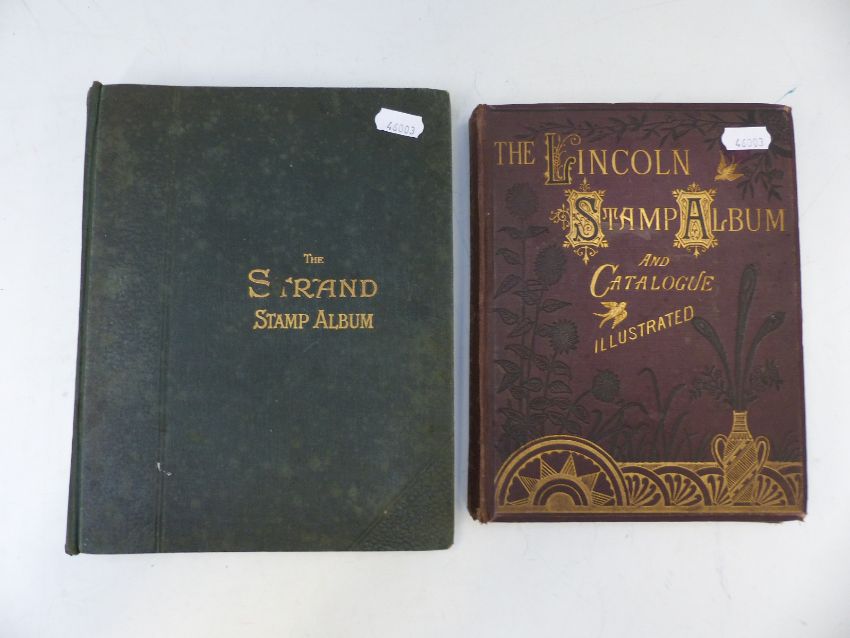 46003
THE
STRAND
STAMP ALBUM
46003
THE LINCOLN
STAMP ALBUM
AND
CATALOGUE
ILLUSTRATED